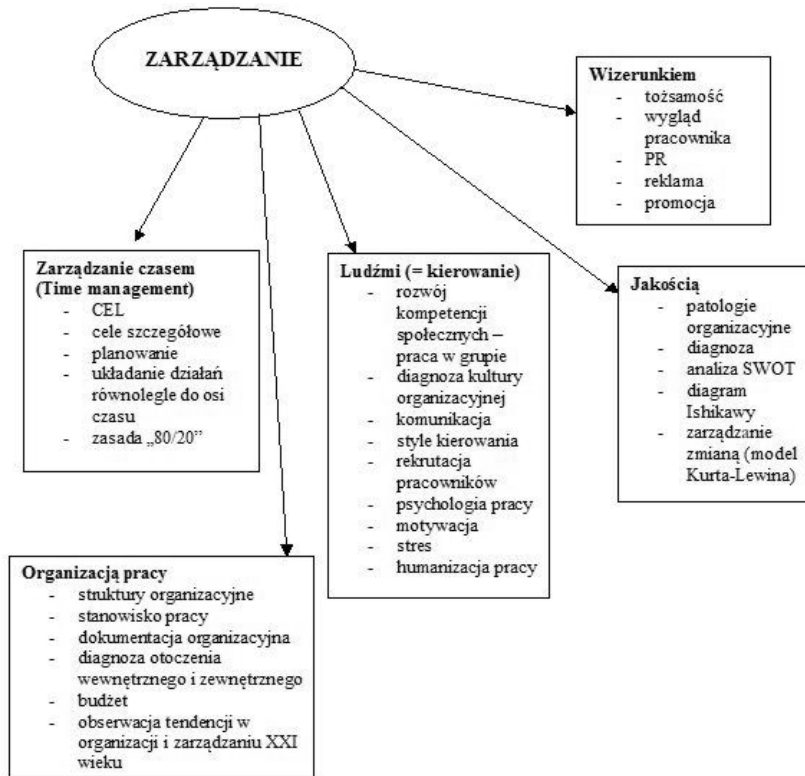 ZARZĄDZANIE
Wizerunkiem
- tożsamość
- wygląd
pracownika
- PR
- reklama
- promocja
Zarządzanie czasem
(Time management)
- CEL
- cele szczegółowe
- planowanie
- układanie działań
równolegle do osi
czasu
- zasada „80/20”
Ludźmi (= kierowanie)
- rozwój
kompetencji
społecznych –
praca w grupie
- diagnoza kultury
organizacyjnej
- komunikacja
- style kierowania
- rekrutacja
pracowników
- psychologia pracy
- motywacja
- stres
- humanizacja pracy
Jakością
- patologie
organizacyjne
- diagnoza
- analiza SWOT
- diagram
Ishikawy
- zarządzanie
zmianą (model
Kurta-Lewina)
Organizacją pracy
- struktury organizacyjne
- stanowisko pracy
- dokumentacja organizacyjna
- diagnoza otoczenia
wewnętrznego i zewnętrznego
- budżet
- obserwacja tendencji w
organizacji i zarządzaniu XXI
wieku